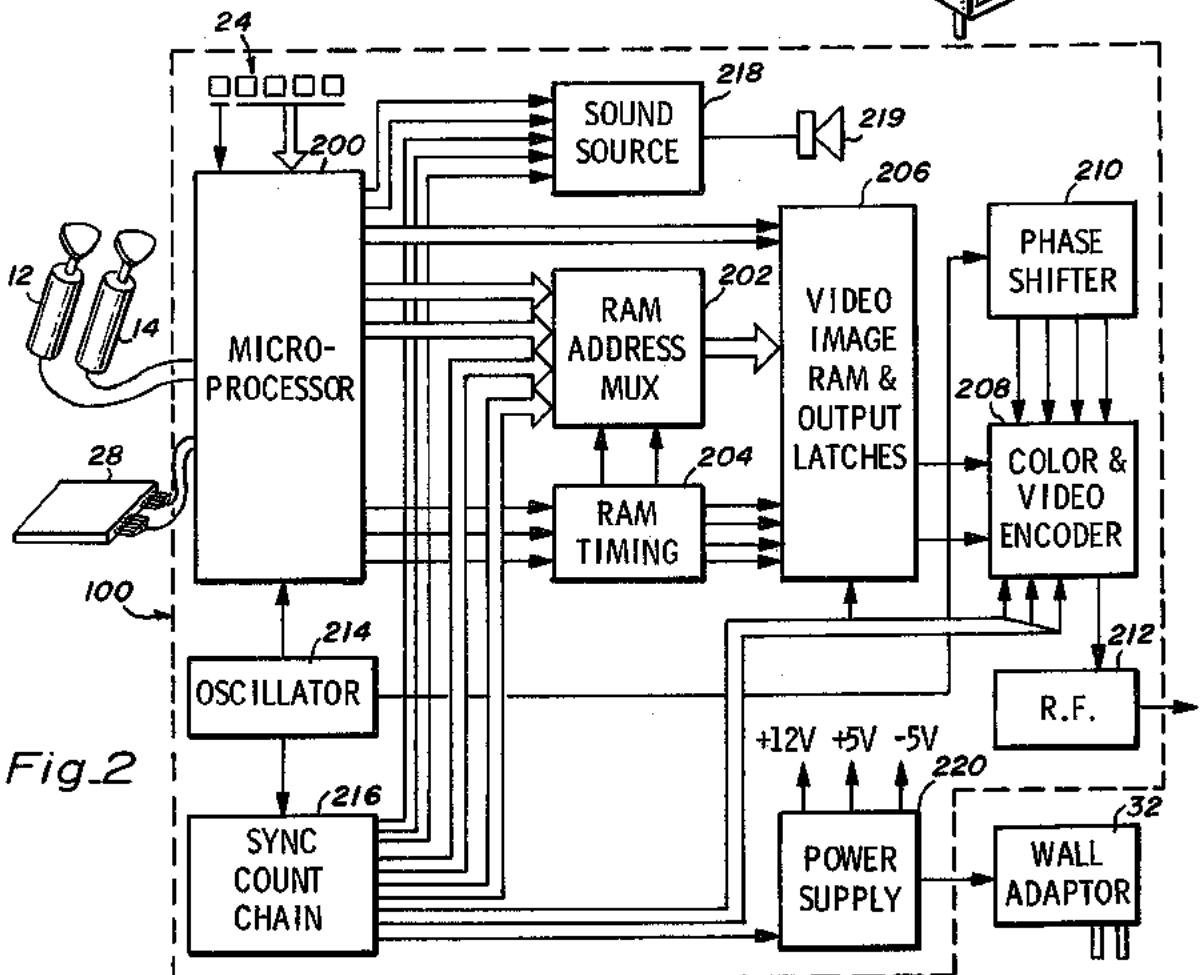 24
218
SOUND
SOURCE
219
200
206
210
PHASE
SHIFTER
12
14
MICRO-
PROCESSOR
202
RAM
ADDRESS
MUX
VIDEO
IMAGE
RAM &
OUTPUT
LATCHES
208
COLOR &
VIDEO
ENCODER
28
204
RAM
TIMING
100
214
OSCILLATOR
212
R.F.
+12V +5V -5V
Fig_2
216
SYNC
COUNT
CHAIN
220
POWER
SUPPLY
32
WALL
ADAPTOR